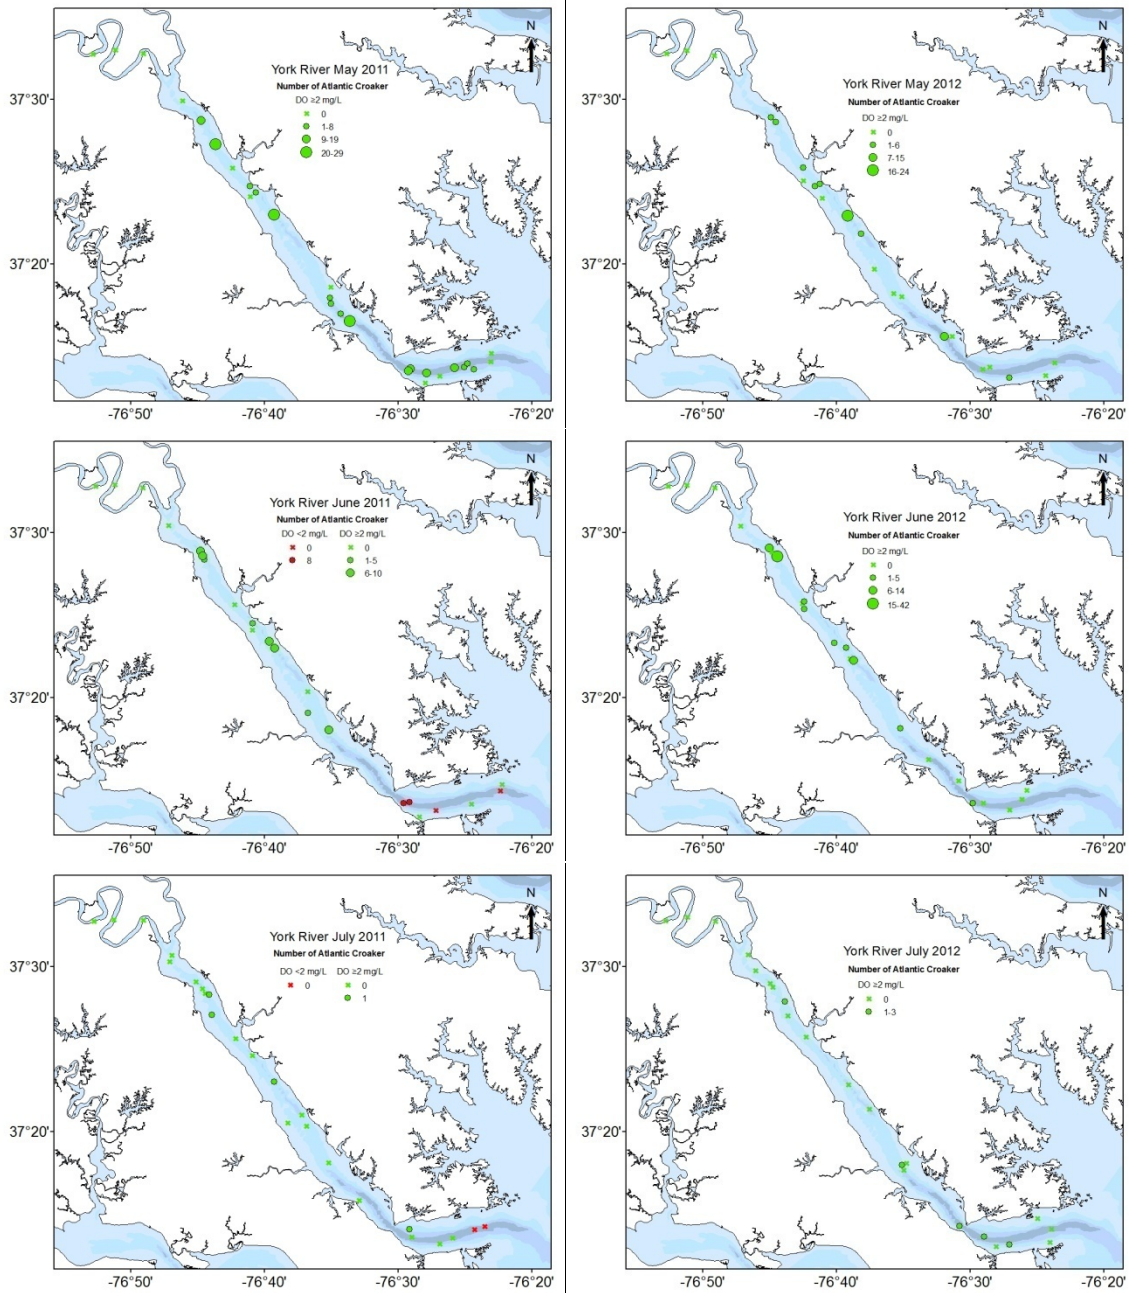 N
York River May 2011
Number of Atlantic Croaker
DO ≥2 mg/L
0
1-8
9-19
20-29
37°30'
37°20'
-76°50'
-76°40'
-76°30'
-76°20'
N
York River May 2012
Number of Atlantic Croaker
DO ≥2 mg/L
0
1-6
7-15
16-24
37°30'
37°20'
-76°50'
-76°40'
-76°30'
-76°20'
N
York River June 2011
Number of Atlantic Croaker
DO <2 mg/L DO ≥2 mg/L
0 0
8 1-5
6-10
37°30'
37°20'
-76°50'
-76°40'
-76°30'
-76°20'
N
York River June 2012
Number of Atlantic Croaker
DO ≥2 mg/L
0
1-5
6-14
15-42
37°30'
37°20'
-76°50'
-76°40'
-76°30'
-76°20'
N
York River July 2011
Number of Atlantic Croaker
DO <2 mg/L DO ≥2 mg/L
0 0
1
37°30'
37°20'
-76°50'
-76°40'
-76°30'
-76°20'
N
York River July 2012
Number of Atlantic Croaker
DO ≥2 mg/L
0
1-3
37°30'
37°20'
-76°50'
-76°40'
-76°30'
-76°20'